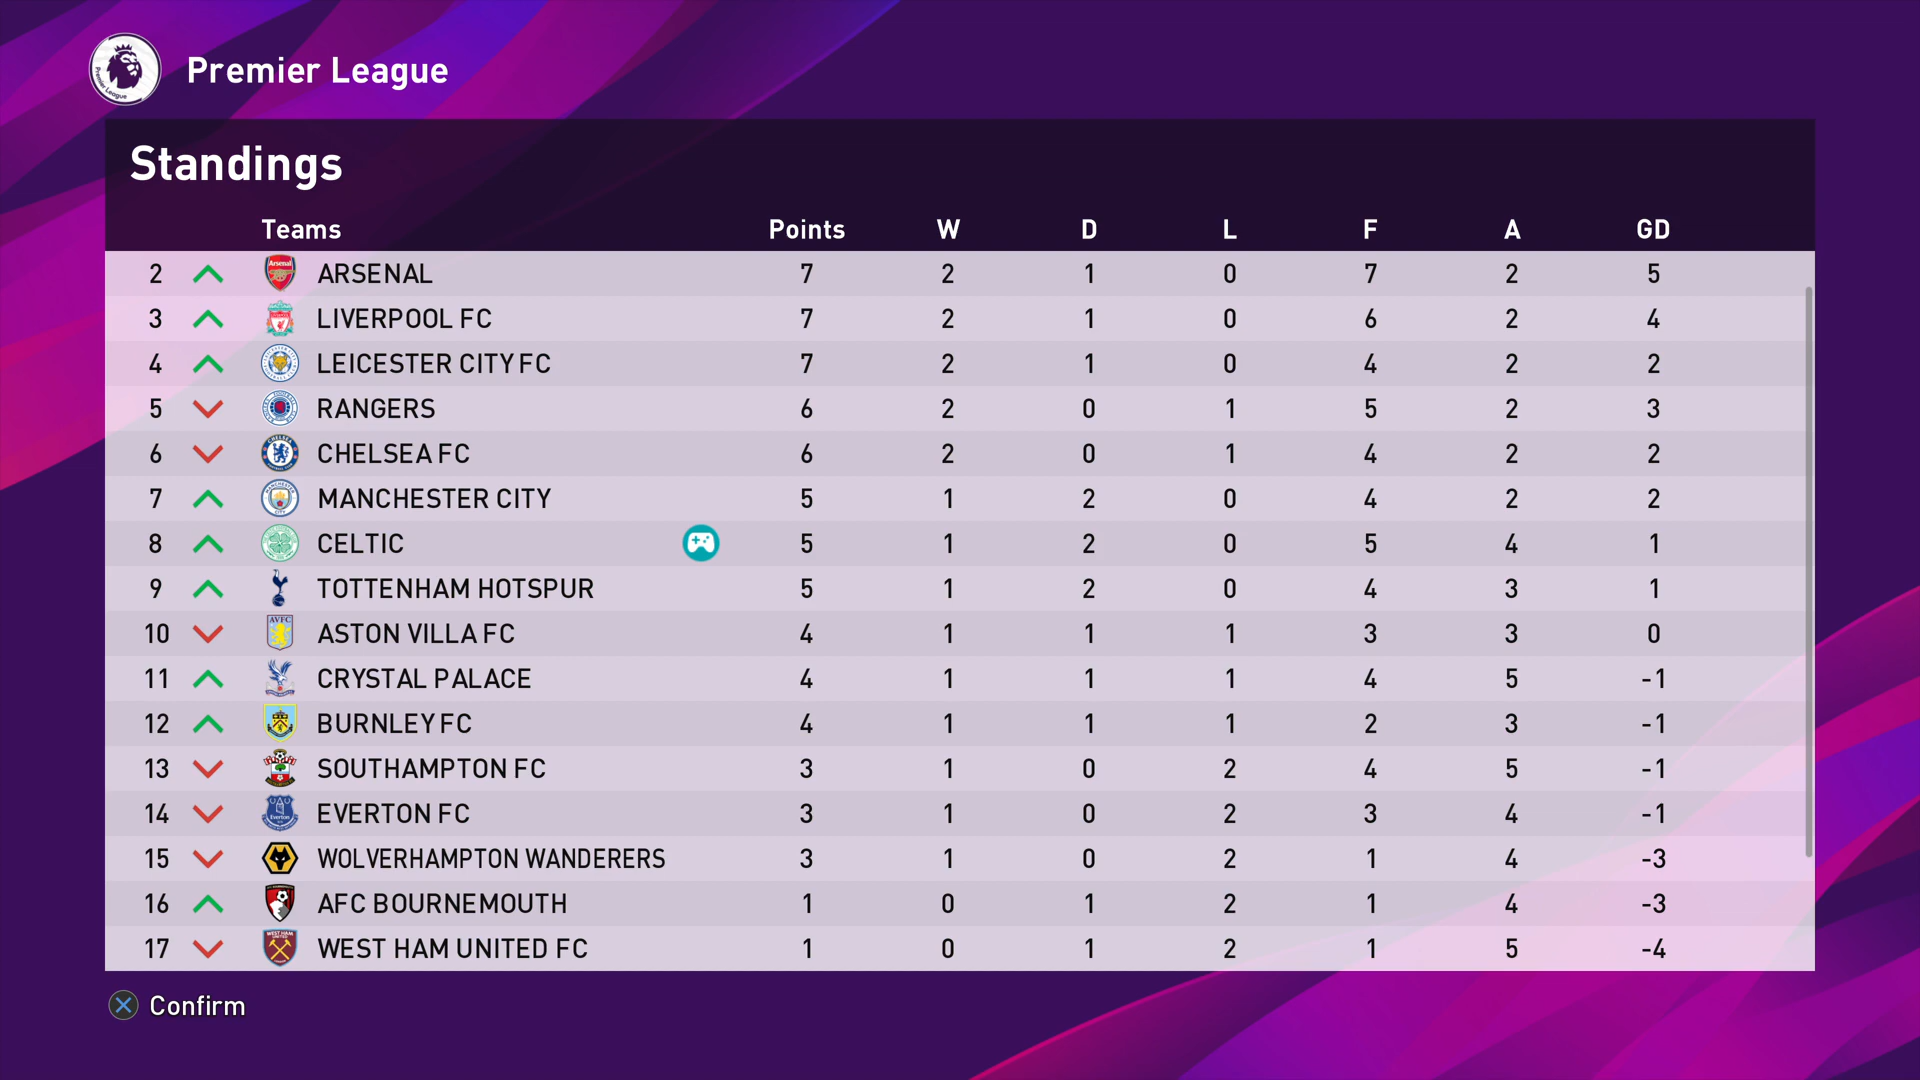 Premier League
Standings
Teams Points W D L F A GD
2 ARSENAL 7 2 1 0 7 2 5
3 LIVERPOOL FC 7 2 1 0 6 2 4
4 LEICESTER CITY FC 7 2 1 0 4 2 2
5 RANGERS 6 2 0 1 5 2 3
6 CHELSEA FC 6 2 0 1 4 2 2
7 MANCHESTER CITY 5 1 2 0 4 2 2
8 CELTIC 5 1 2 0 5 4 1
9 TOTTENHAM HOTSPUR 5 1 2 0 4 3 1
10 ASTON VILLA FC 4 1 1 1 3 3 0
11 CRYSTAL PALACE 4 1 1 1 4 5 -1
12 BURNLEY FC 4 1 1 1 2 3 -1
13 SOUTHAMPTON FC 3 1 0 2 4 5 -1
14 EVERTON FC 3 1 0 2 3 4 -1
15 WOLVERHAMPTON WANDERERS 3 1 0 2 1 4 -3
16 AFC BOURNEMOUTH 1 0 1 2 1 4 -3
17 WEST HAM UNITED FC 1 0 1 2 1 5 -4
Confirm